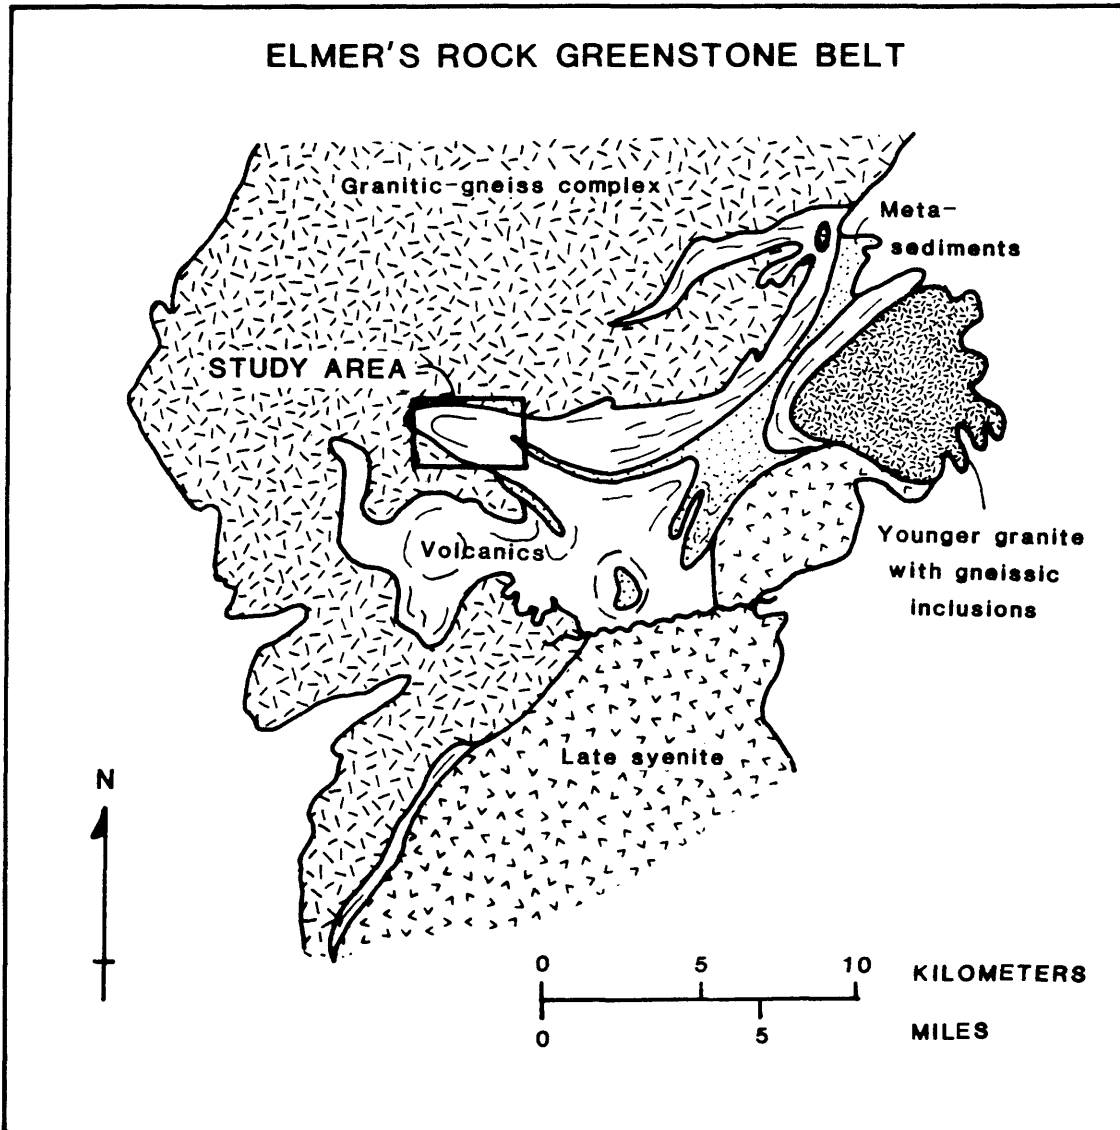 ELMER'S ROCK GREENSTONE BELT
Granitic-gneiss complex
Meta-
sediments
STUDY AREA
Volcanics
Younger granite
with gneissic
inclusions
Late syenite
N
0 5 10 KILOMETERS
0 5 MILES